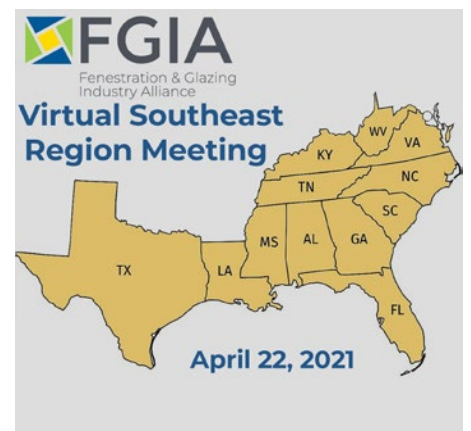 FGIA
Fenestration & Glazing
Industry Alliance
Virtual Southeast
Region Meeting
WV
VA
KY
NC
TN
SC
MS
AL
GA
TX
LA
FL
April 22, 2021